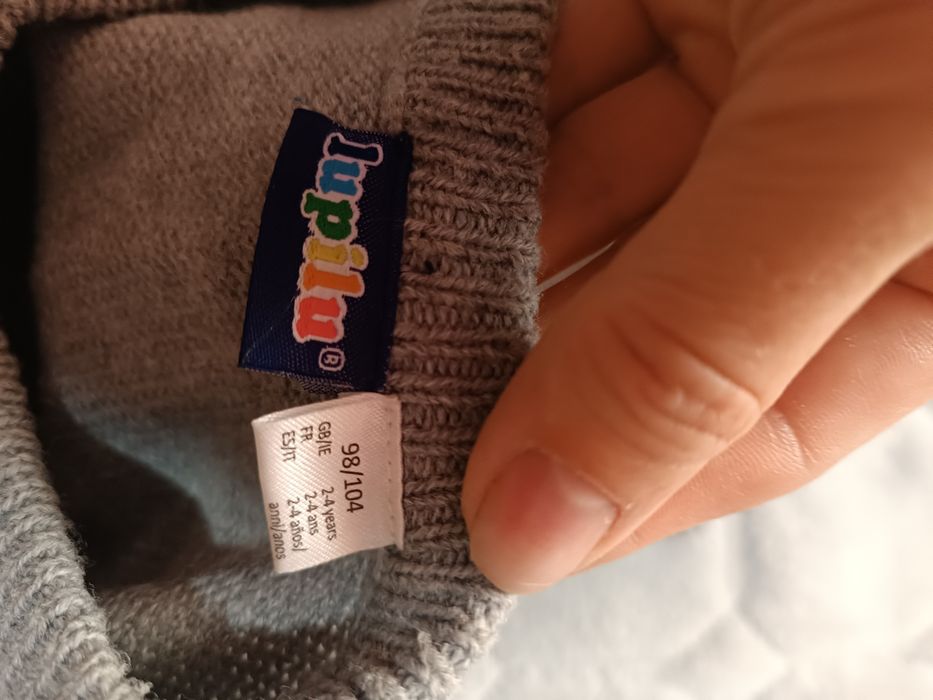 lupilu®
98/104
GB/IE 2-4 years
FR 2-4 ans
ES/IT 2-4 años/
anni/anos